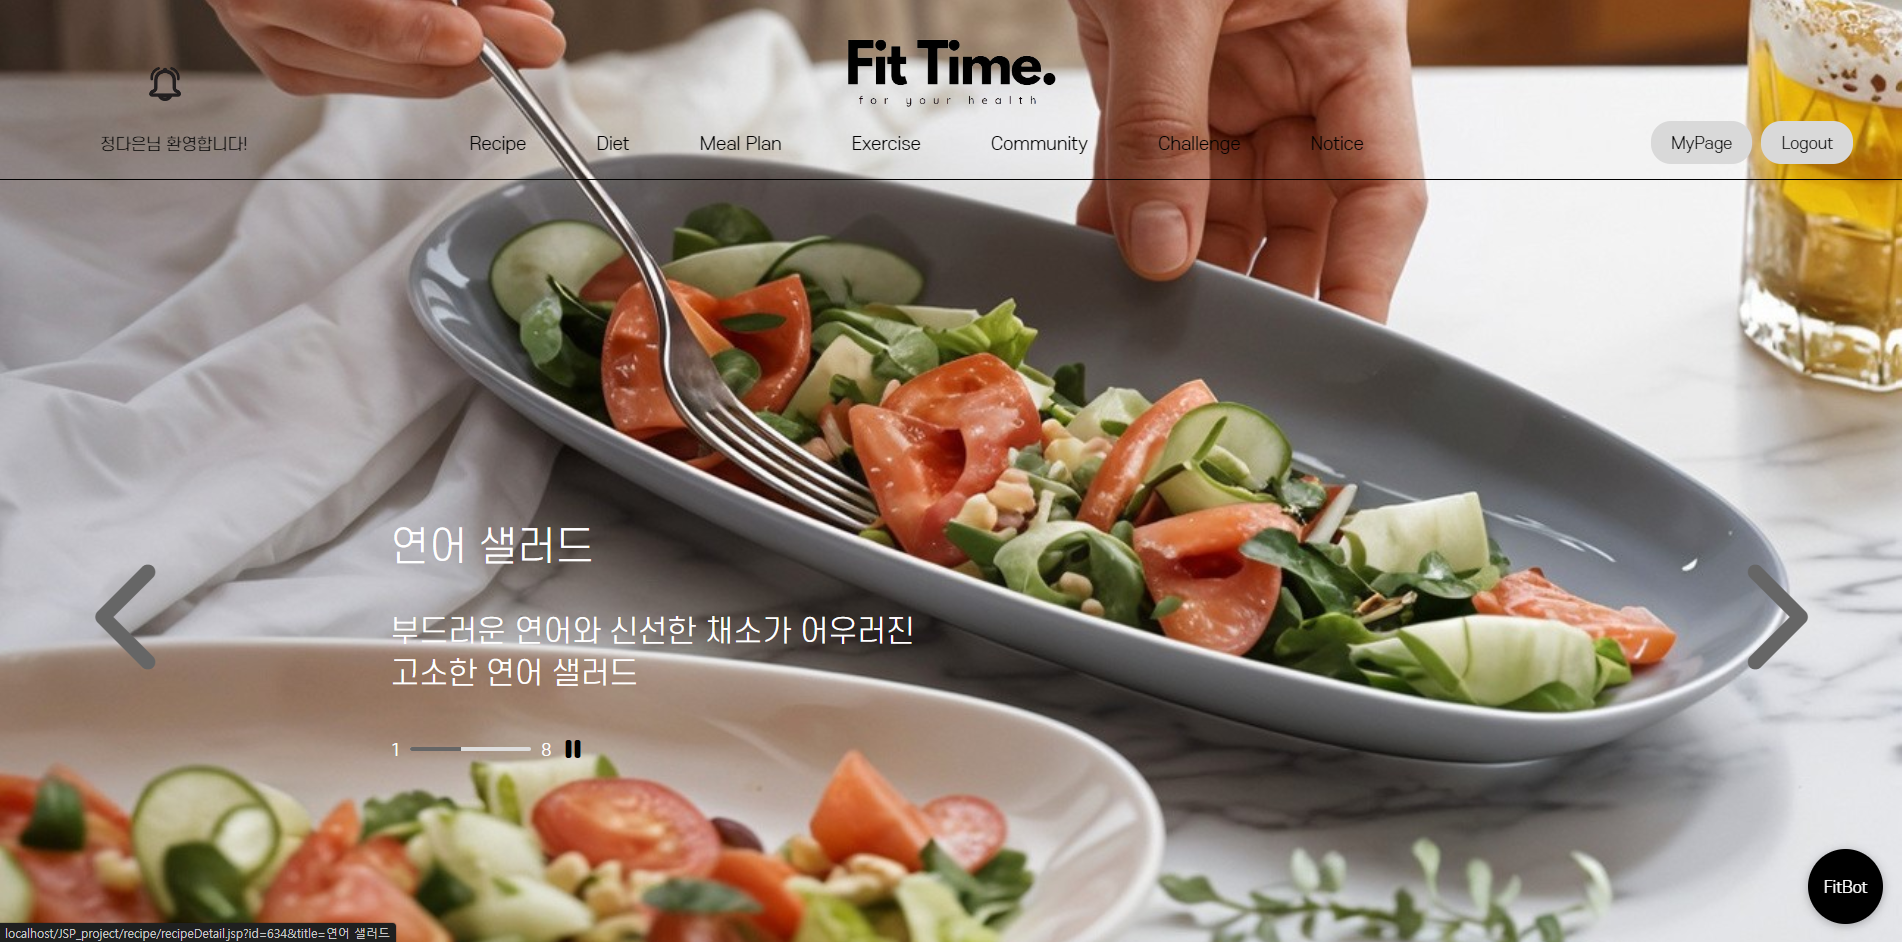 Fit Time.
for your health
정다은님 환영합니다!
Recipe Diet Meal Plan Exercise Community Challenge Notice
MyPage Logout
연어 샐러드
부드러운 연어와 신선한 채소가 어우러진
고소한 연어 샐러드
1 8
FitBot
localhost/JSP_project/recipe/recipeDetail.jsp?id=634&title=연어 샐러드